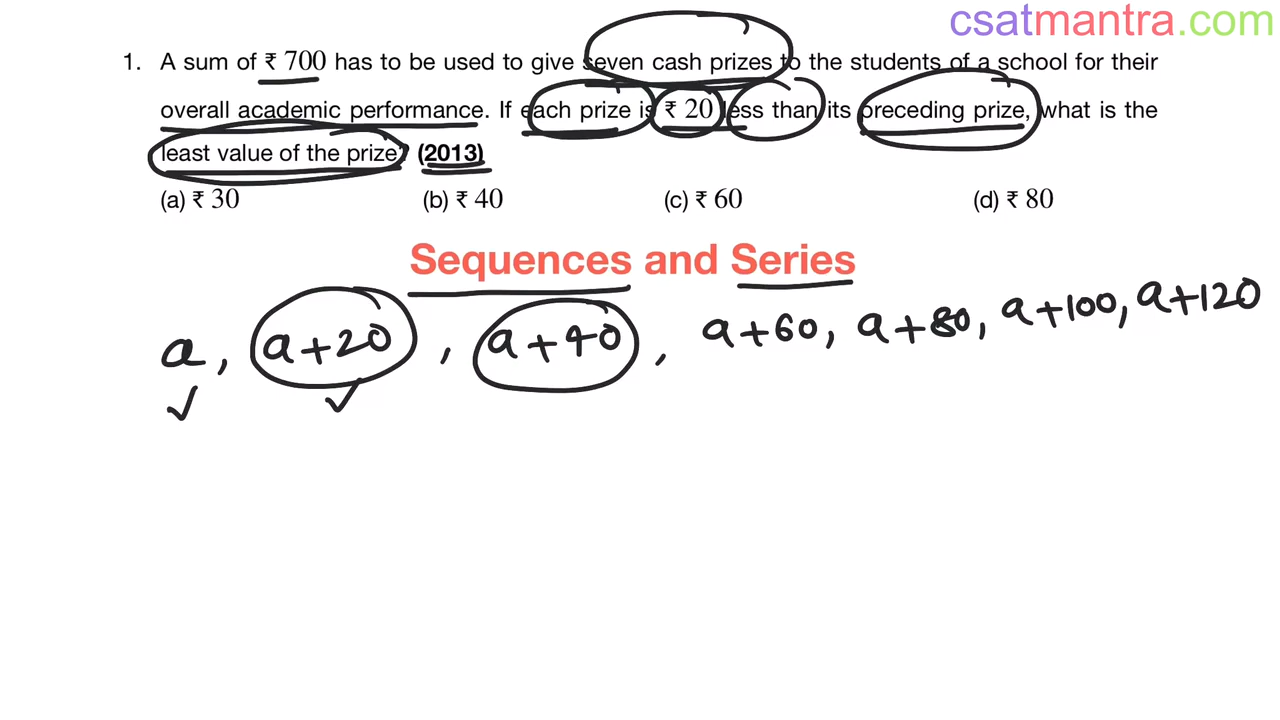 csatmantra.com
1. A sum of ₹ 700 has to be used to give seven cash prizes to the students of a school for their
overall academic performance. If each prize is ₹ 20 less than its preceding prize, what is the
least value of the prize? (2013)
(a) ₹ 30 (b) ₹ 40 (c) ₹ 60 (d) ₹ 80
Sequences and Series
a, a+20, a+40, a+60, a+80, a+100, a+120